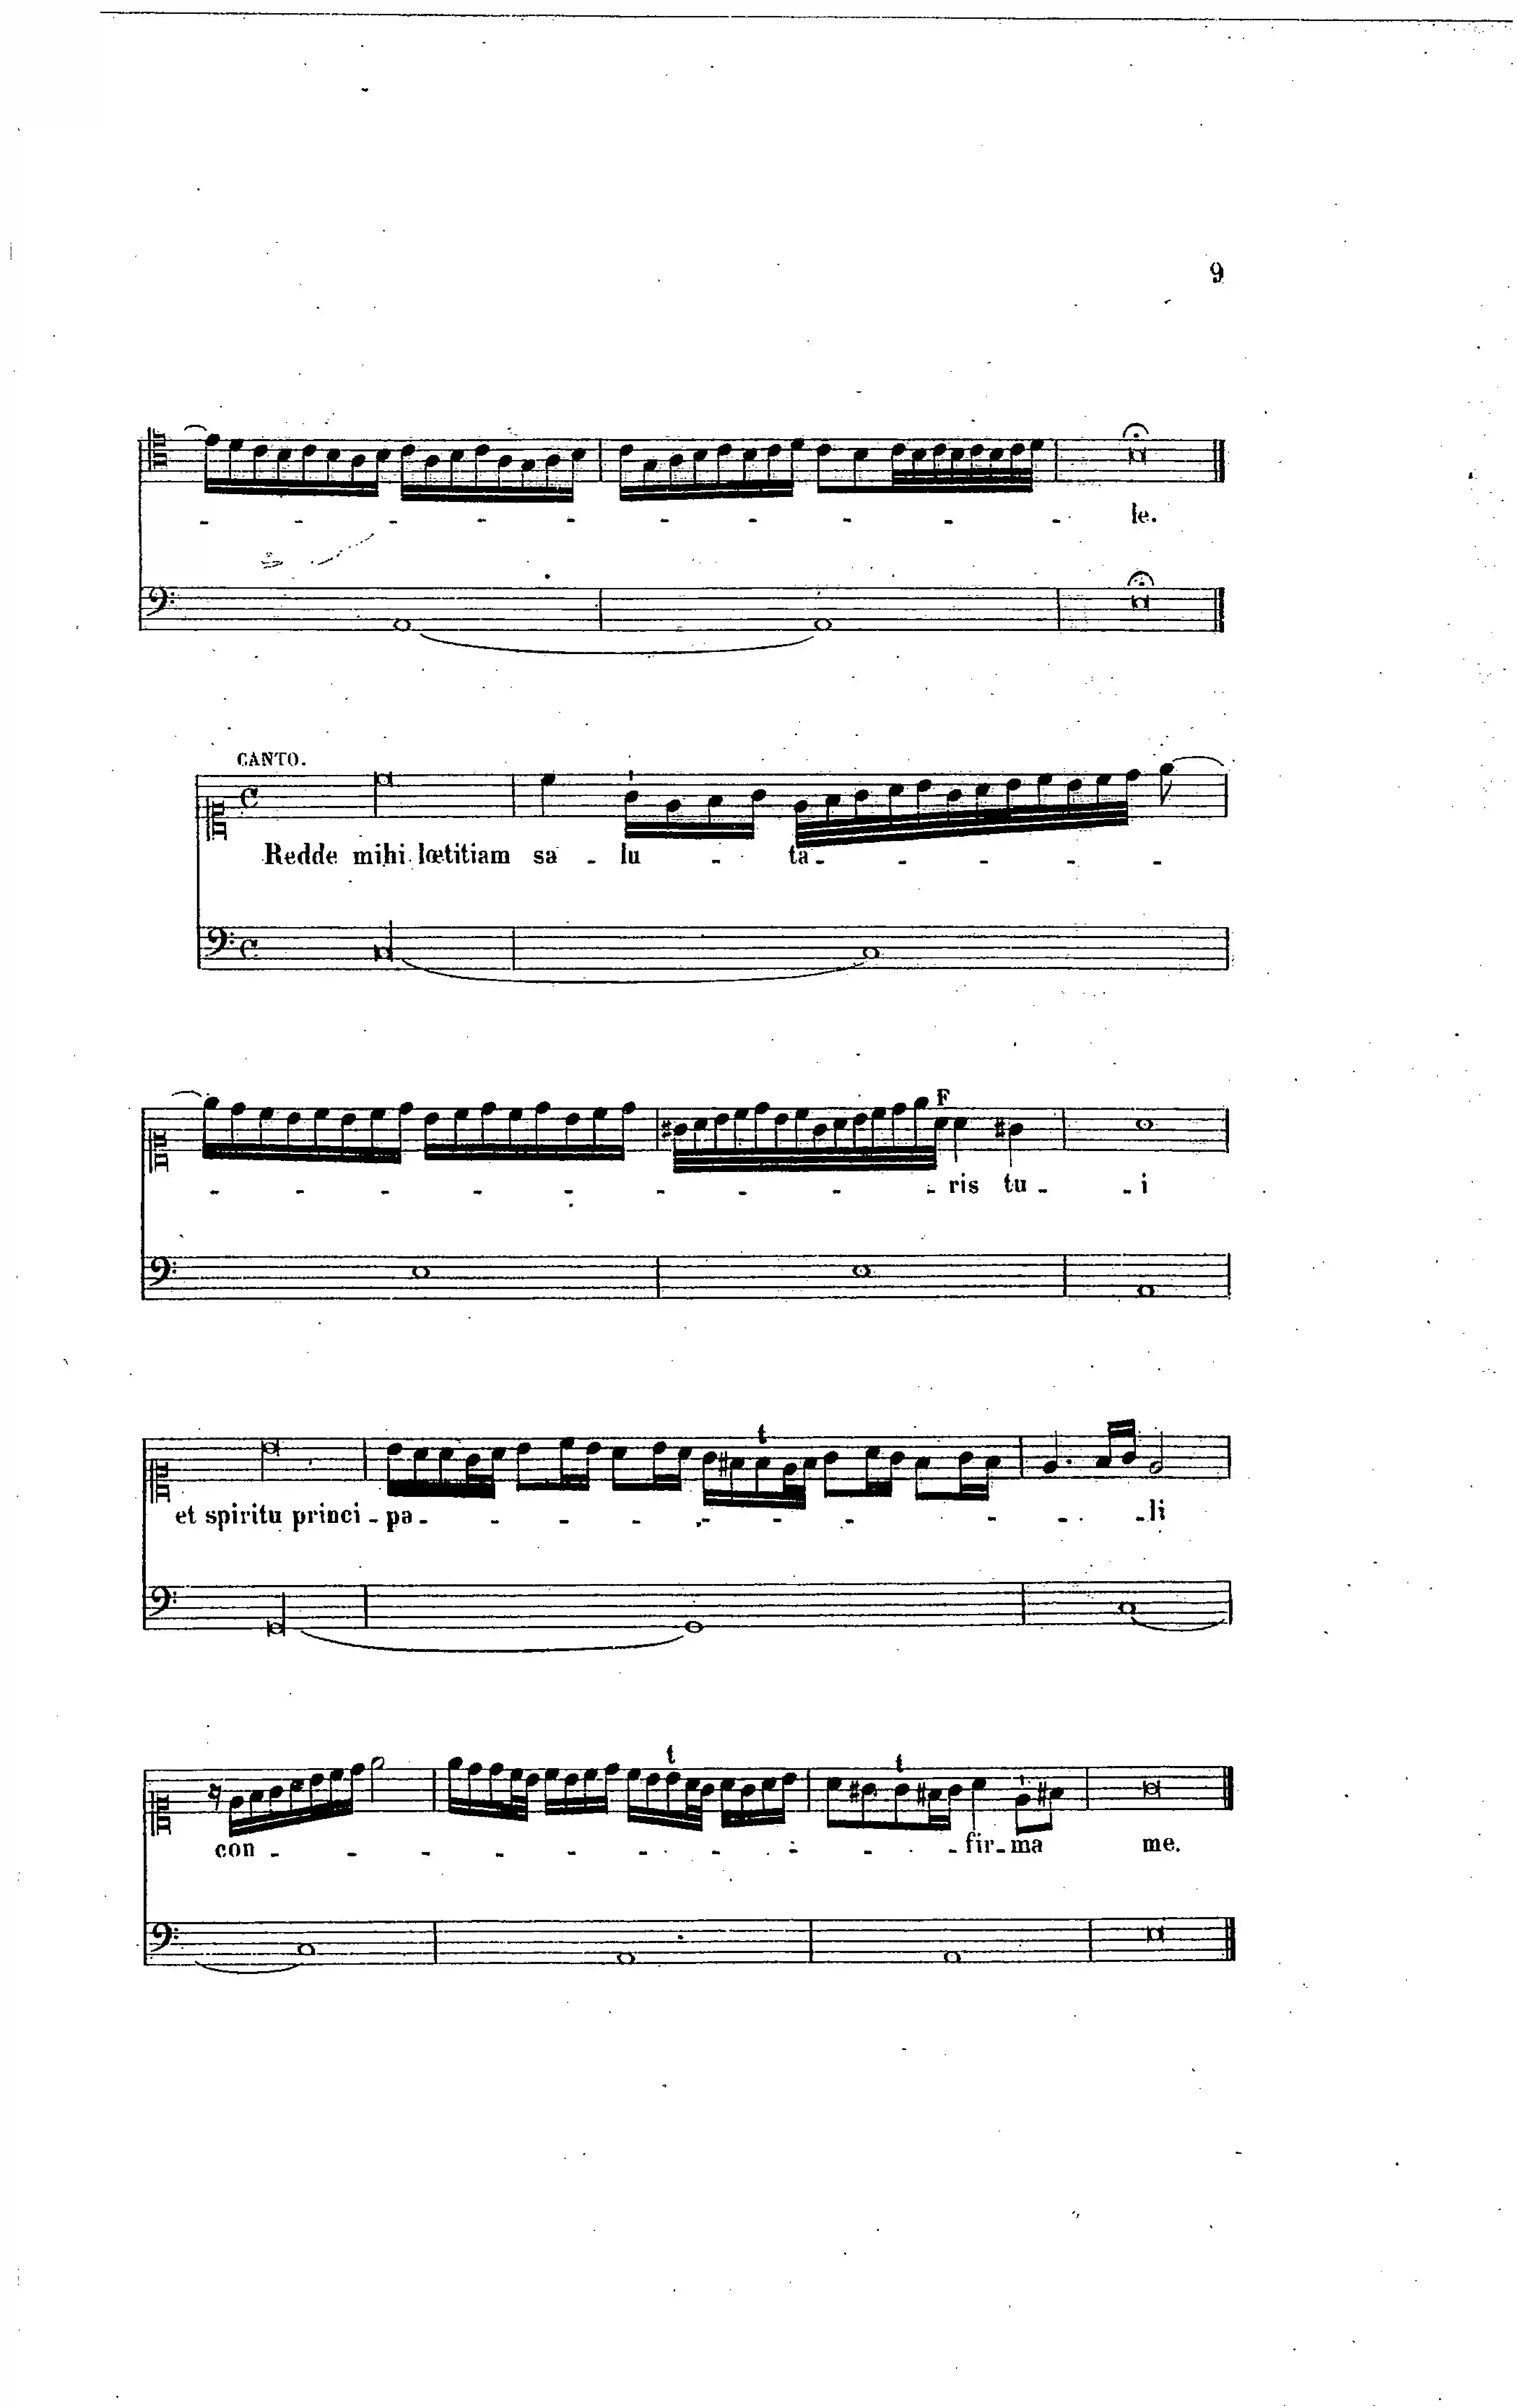 9
le.
CANTO.
Redde mihi lœtitiam sa - lu - ta -
F
- ris tu - i
t
et spiritu princi - pa - li
t t
con - fir - ma me.